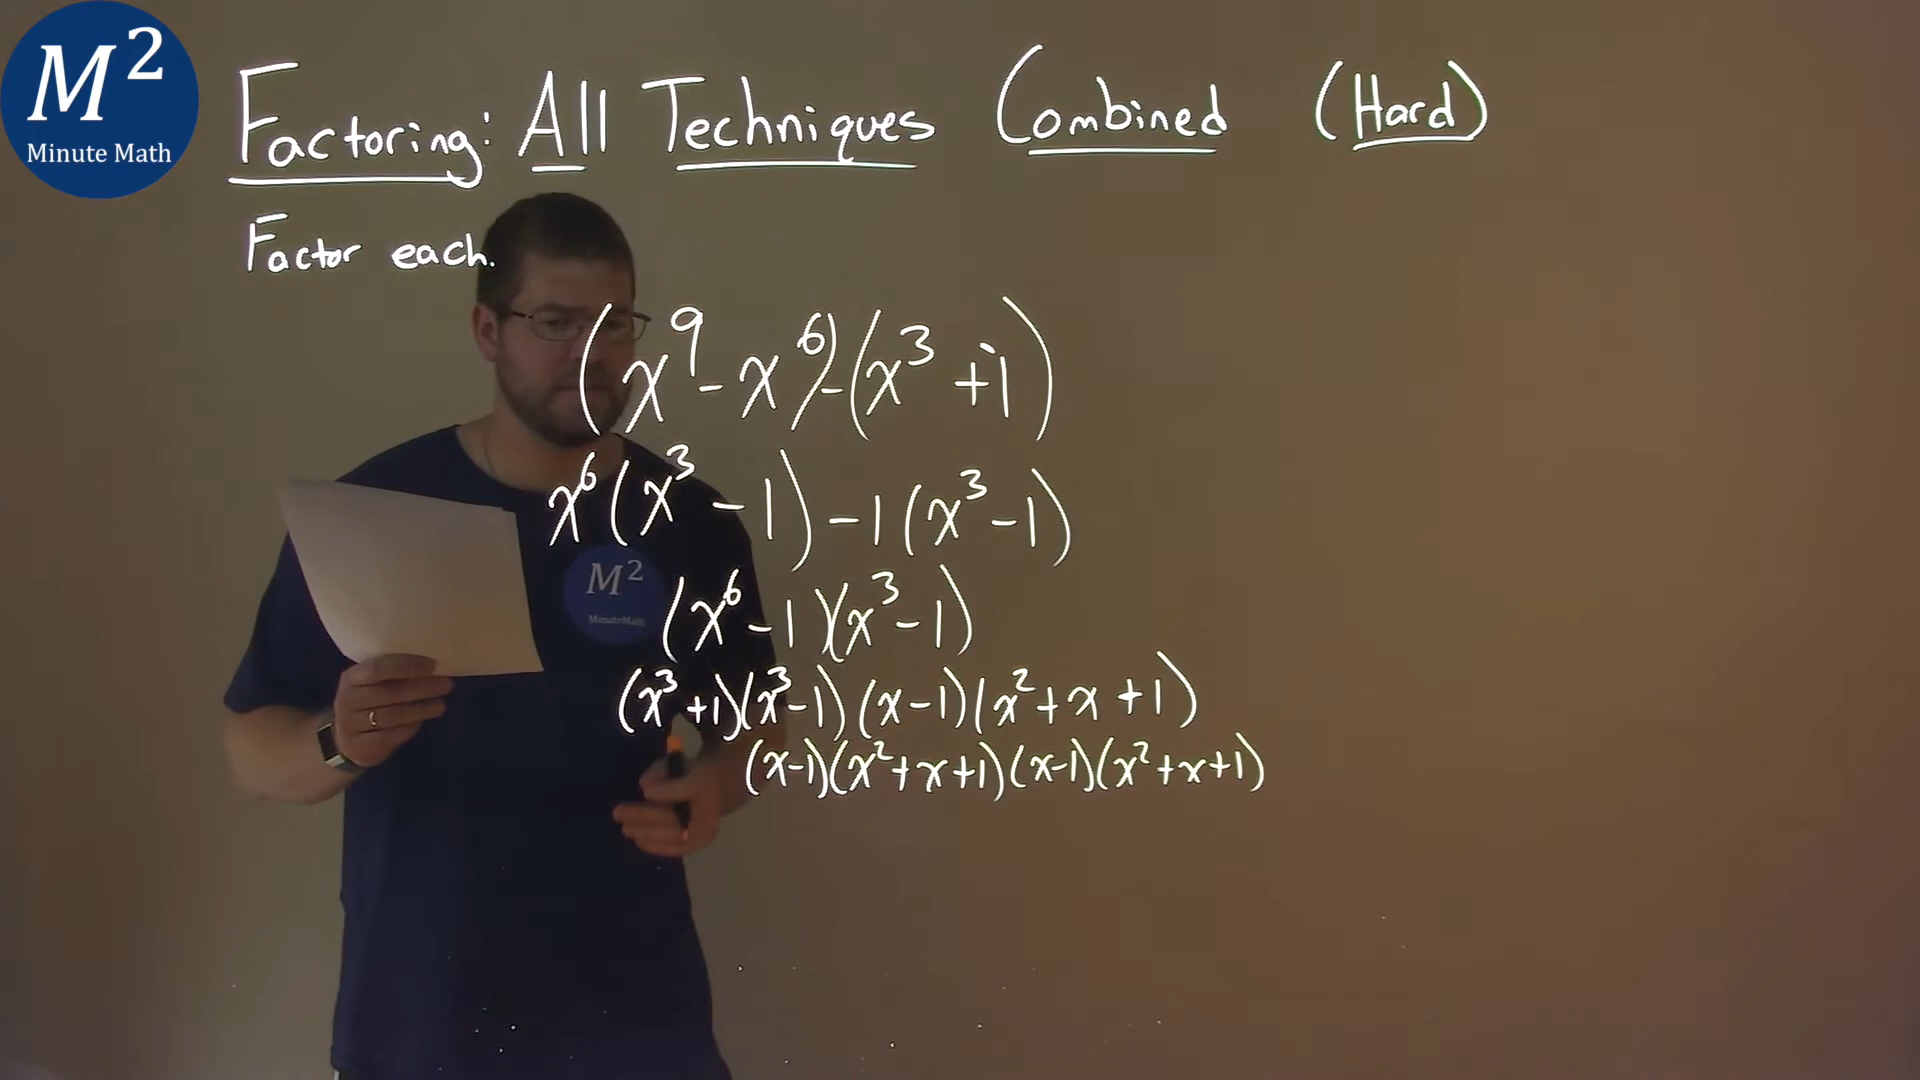 M²
Minute Math
Factoring: All Techniques Combined (Hard)
Factor each.
(x⁹ - x⁶) - (x³ + 1)
x⁶(x³ - 1) - 1(x³ - 1)
M²
MinuteMath
(x⁶ - 1)(x³ - 1)
(x³ + 1)(x³ - 1)(x - 1)(x² + x + 1)
(x - 1)(x² + x + 1)(x - 1)(x² + x + 1)